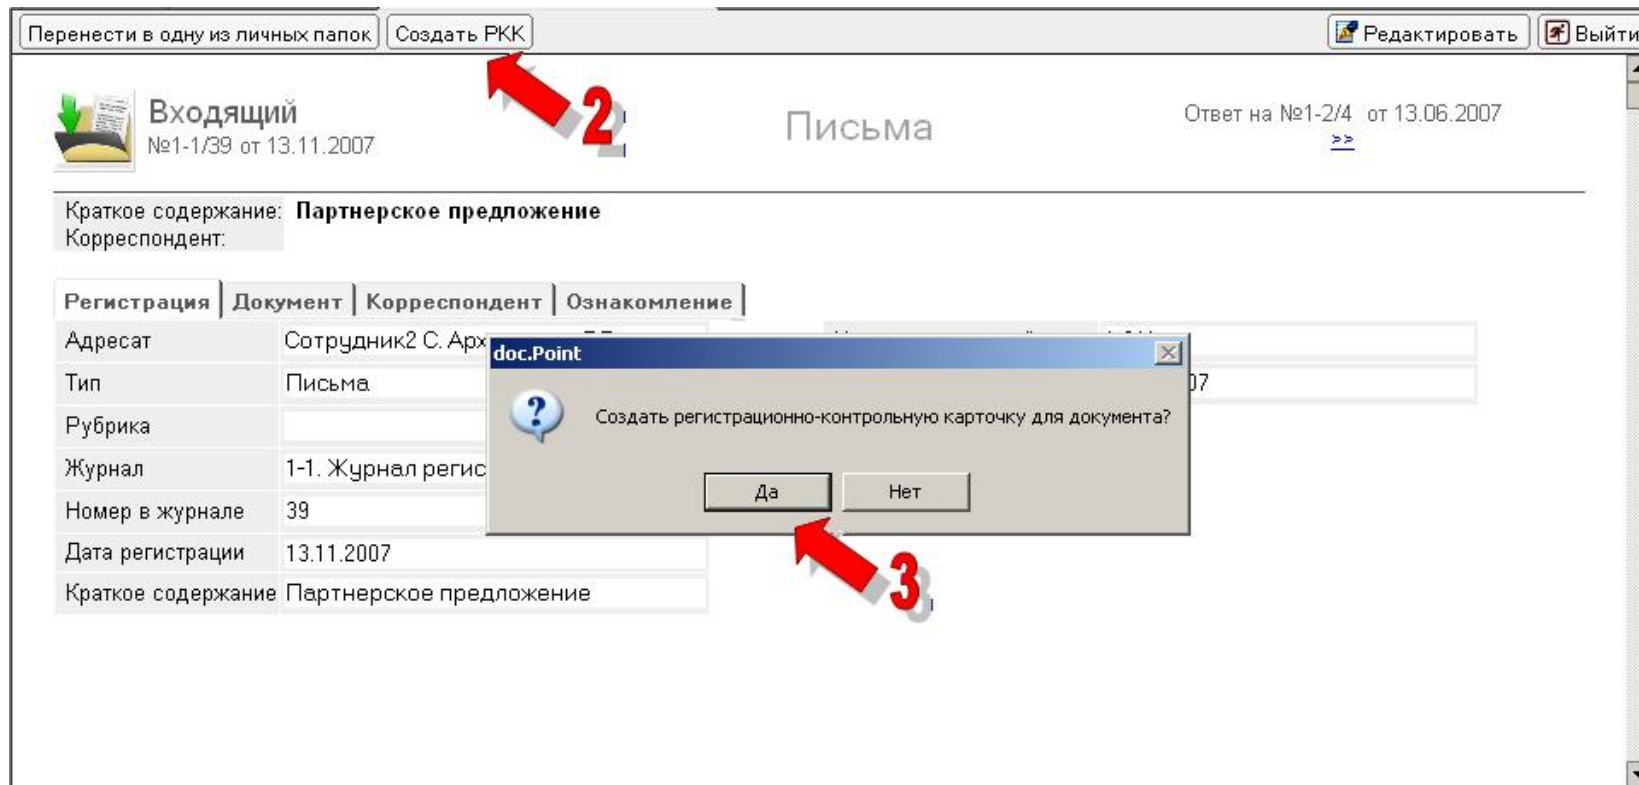 Перенести в одну из личных папок Создать РКК Редактировать Выйти
Входящий
№1-1/39 от 13.11.2007
2
Письма
Ответ на №1-2/4 от 13.06.2007
>>
Краткое содержание: Партнерское предложение
Корреспондент:
Регистрация Документ Корреспондент Ознакомление
Адресат Сотрудник2 С.
Тип Письма 07
Рубрика
Журнал 1-1. Журнал регис
Номер в журнале 39
Дата регистрации 13.11.2007
Краткое содержание Партнерское предложение
doc.Point
Создать регистрационно-контрольную карточку для документа?
Да Нет
3